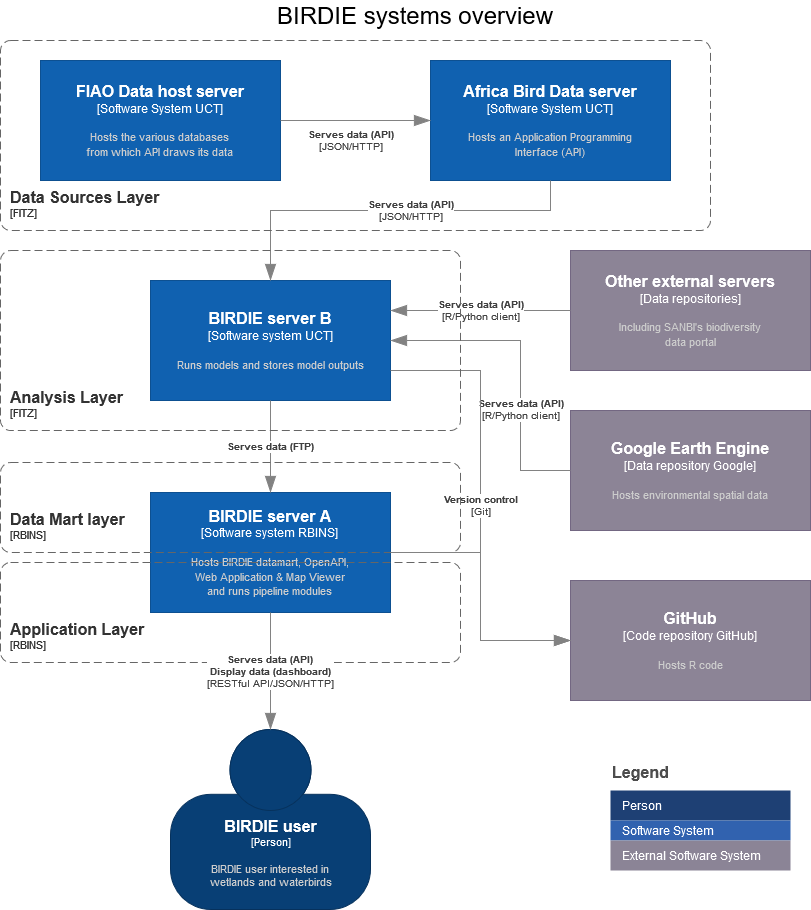 BIRDIE systems overview
FIAO Data host server
[Software System UCT]
Hosts the various databases
from which API draws its data
Serves data (API)
[JSON/HTTP]
Africa Bird Data server
[Software System UCT]
Hosts an Application Programming
Interface (API)
Data Sources Layer
[FITZ]
Serves data (API)
[JSON/HTTP]
BIRDIE server B
[Software system UCT]
Runs models and stores model outputs
Analysis Layer
[FITZ]
Serves data (API)
[R/Python client]
Other external servers
[Data repositories]
Including SANBI's biodiversity
data portal
Serves data (API)
[R/Python client]
Google Earth Engine
[Data repository Google]
Hosts environmental spatial data
Serves data (FTP)
Data Mart layer
[RBINS]
BIRDIE server A
[Software system RBINS]
Hosts BIRDIE datamart, OpenAPI,
Web Application & Map Viewer
and runs pipeline modules
Version control
[Git]
Application Layer
[RBINS]
GitHub
[Code repository GitHub]
Hosts R code
Serves data (API)
Display data (dashboard)
[RESTful API/JSON/HTTP]
BIRDIE user
[Person]
BIRDIE user interested in
wetlands and waterbirds
Legend
Person
Software System
External Software System